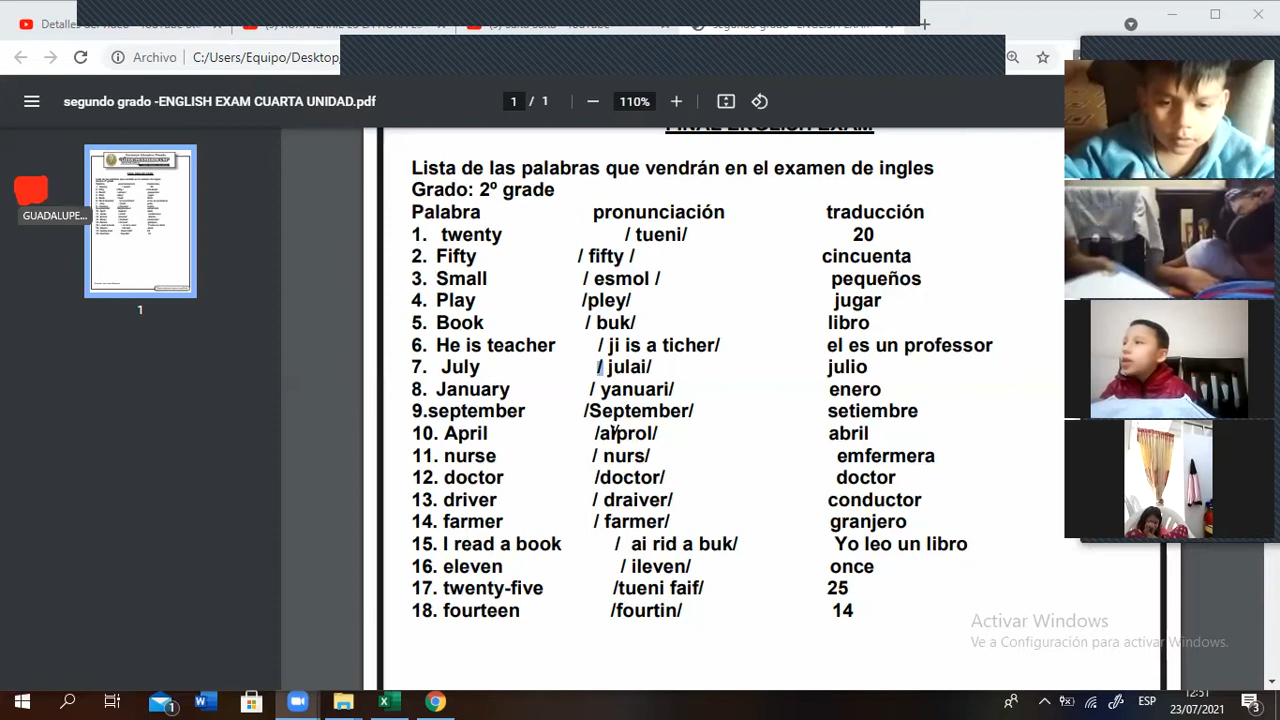 Detalles
segundo grado -ENGLISH EXAM
Archivo C:/Users/Equipo/Desktop
segundo grado -ENGLISH EXAM CUARTA UNIDAD.pdf 1 / 1 110%
FINAL ENGLISH EXAM
Lista de las palabras que vendrán en el examen de ingles
Grado: 2º grade
Palabra pronunciación traducción
1. twenty / tueni/ 20
2. Fifty / fifty / cincuenta
3. Small / esmol / pequeños
4. Play /pley/ jugar
5. Book / buk/ libro
6. He is teacher / ji is a ticher/ el es un professor
7. July / julai/ julio
8. January / yanuari/ enero
9.september /September/ setiembre
10. April /arprol/ abril
11. nurse / nurs/ emfermera
12. doctor /doctor/ doctor
13. driver / draiver/ conductor
14. farmer / farmer/ granjero
15. I read a book / ai rid a buk/ Yo leo un libro
16. eleven / ileven/ once
17. twenty-five /tueni faif/ 25
18. fourteen /fourtin/ 14
GUADALUPE...
1
Activar Windows
Ve a Configuración para activar Windows.
ESP
12:51
23/07/2021